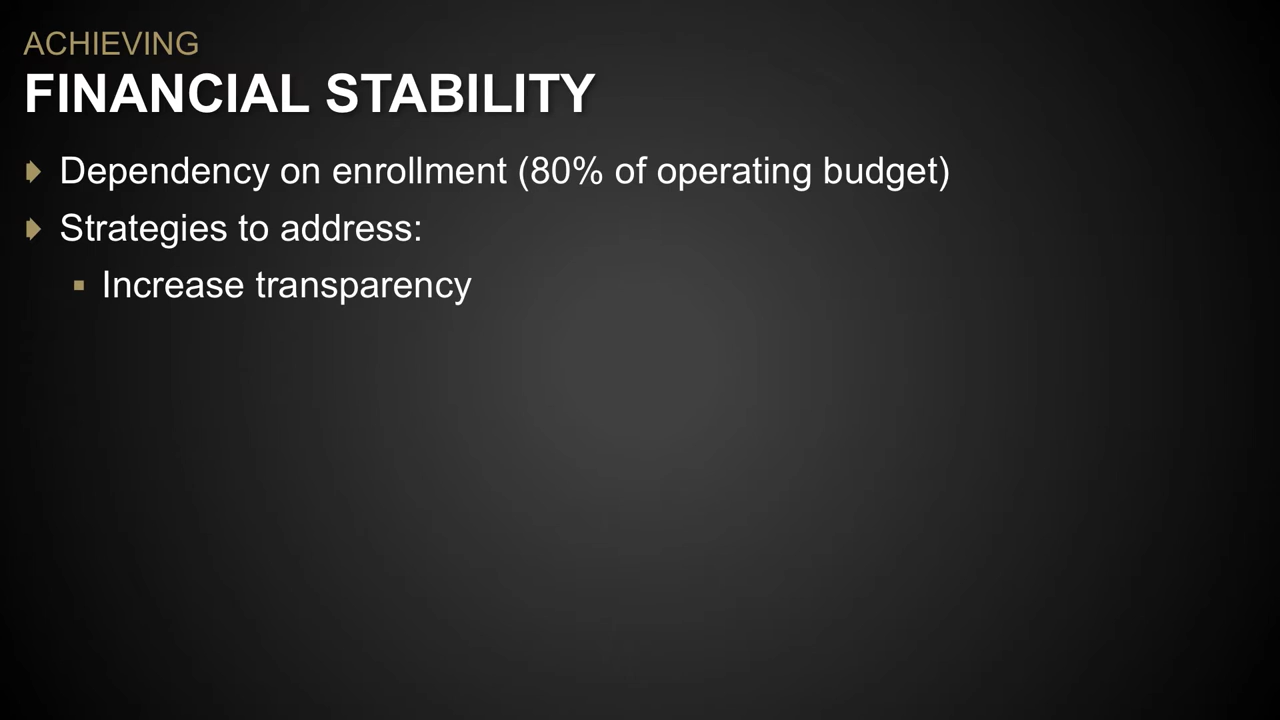 ACHIEVING
FINANCIAL STABILITY
Dependency on enrollment (80% of operating budget)
Strategies to address:
Increase transparency